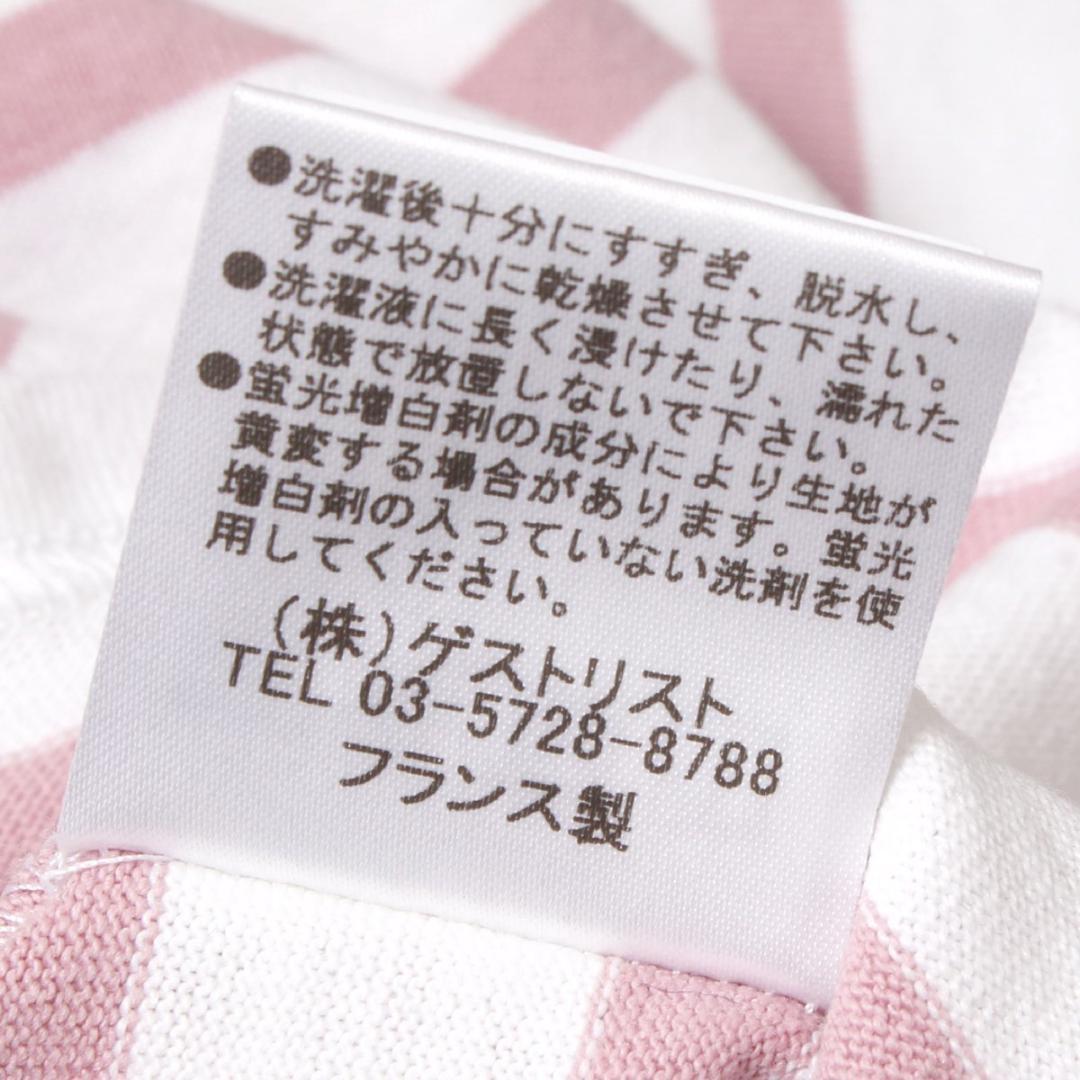 ●洗濯後十分にすすぎ、脱水し、
すみやかに乾燥させて下さい。
●洗濯液に長く浸けたり、濡れた
状態で放置しないで下さい。
●蛍光増白剤の成分により生地が
黄変する場合があります。蛍光
増白剤の入っていない洗剤を使
用してください。
(株)ゲストリスト
TEL 03-5728-8788
フランス製